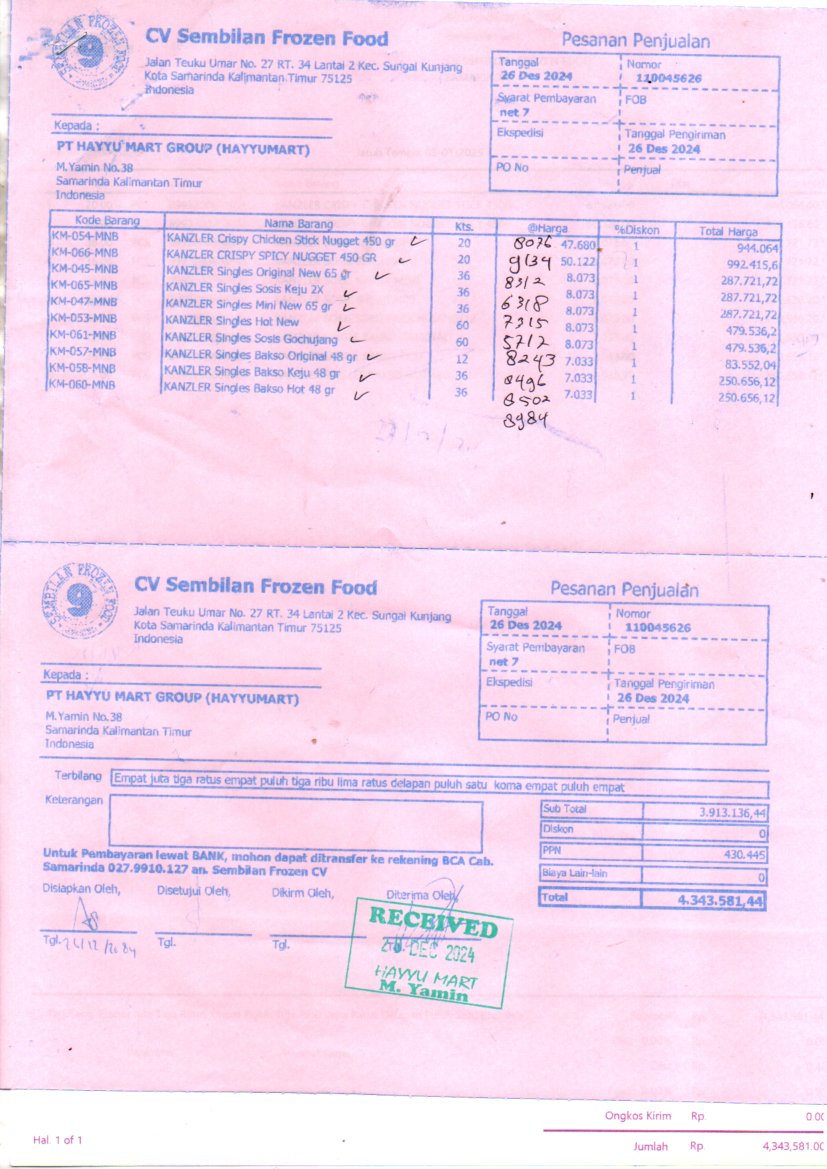 CV Sembilan Frozen Food
Jalan Teuku Umar No. 27 RT. 34 Lantai 2 Kec. Sungai Kunjang
Kota Samarinda Kalimantan Timur 75125
Indonesia
Pesanan Penjualan
Tanggal Nomor
26 Des 2024 110045626
Syarat Pembayaran FOB
net 7
Ekspedisi Tanggal Pengiriman
26 Des 2024
PO No Penjual
Kepada :
PT HAYYU MART GROUP (HAYYUMART)
M.Yamin No.38
Samarinda Kalimantan Timur
Indonesia
Kode Barang Nama Barang Kts. @Harga %Diskon Total Harga
KM-054-MNB KANZLER Crispy Chicken Stick Nugget 450 gr 20 8076 47.680 1 944.064
KM-066-MNB KANZLER CRISPY SPICY NUGGET 450 GR 20 9134 50.122 1 992.415,6
KM-045-MNB KANZLER Singles Original New 65 gr 36 8312 8.073 1 287.721,72
KM-065-MNB KANZLER Singles Sosis Keju 2X 36 6318 8.073 1 287.721,72
KM-047-MNB KANZLER Singles Mini New 65 gr 36 7315 8.073 1 287.721,72
KM-053-MNB KANZLER Singles Hot New 60 5712 8.073 1 479.536,2
KM-061-MNB KANZLER Singles Sosis Gochujang 60 8243 8.073 1 479.536,2
KM-057-MNB KANZLER Singles Bakso Original 48 gr 12 8496 7.033 1 83.552,04
KM-058-MNB KANZLER Singles Bakso Keju 48 gr 36 8502 7.033 1 250.656,12
KM-060-MNB KANZLER Singles Bakso Hot 48 gr 36 8984 7.033 1 250.656,12
SEMBILAN FROZEN FOOD
9
CV Sembilan Frozen Food
Jalan Teuku Umar No. 27 RT. 34 Lantai 2 Kec. Sungai Kunjang
Kota Samarinda Kalimantan Timur 75125
Indonesia
Pesanan Penjualan
Tanggal Nomor
26 Des 2024 110045626
Syarat Pembayaran FOB
net 7
Ekspedisi Tanggal Pengiriman
26 Des 2024
PO No Penjual
Kepada :
PT HAYYU MART GROUP (HAYYUMART)
M.Yamin No.38
Samarinda Kalimantan Timur
Indonesia
Terbilang Empat juta tiga ratus empat puluh tiga ribu lima ratus delapan puluh satu koma empat puluh empat
Keterangan
Sub Total 3.913.136,44
Diskon 0
PPN 430.445
Biaya Lain-lain 0
Total 4.343.581,44
Untuk Pembayaran lewat BANK, mohon dapat ditransfer ke rekening BCA Cab.
Samarinda 027.9910.127 an. Sembilan Frozen CV
Disiapkan Oleh, Disetujui Oleh, Dikirm Oleh, Diterima Oleh,
Tgl. Tgl. Tgl.
RECEIVED
DEC 2024
HAYYU MART
M. Yamin
Ongkos Kirim Rp. 0.00
Hal. 1 of 1
Jumlah Rp 4,343,581.00